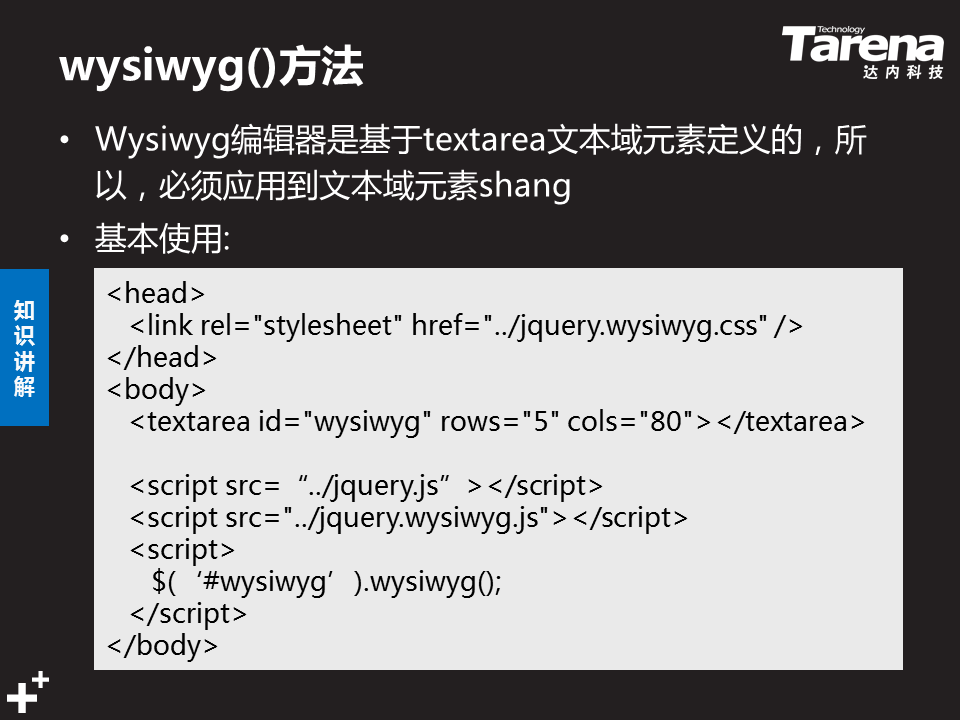 wysiwyg()方法
Technology
Tarena
达内科技
• Wysiwyg编辑器是基于textarea文本域元素定义的，所
以，必须应用到文本域元素shang
• 基本使用:
知识讲解
<head>
<link rel="stylesheet" href="../jquery.wysiwyg.css" />
</head>
<body>
<textarea id="wysiwyg" rows="5" cols="80"></textarea>
<script src=“../jquery.js”></script>
<script src="../jquery.wysiwyg.js"></script>
<script>
$(‘#wysiwyg’).wysiwyg();
</script>
</body>